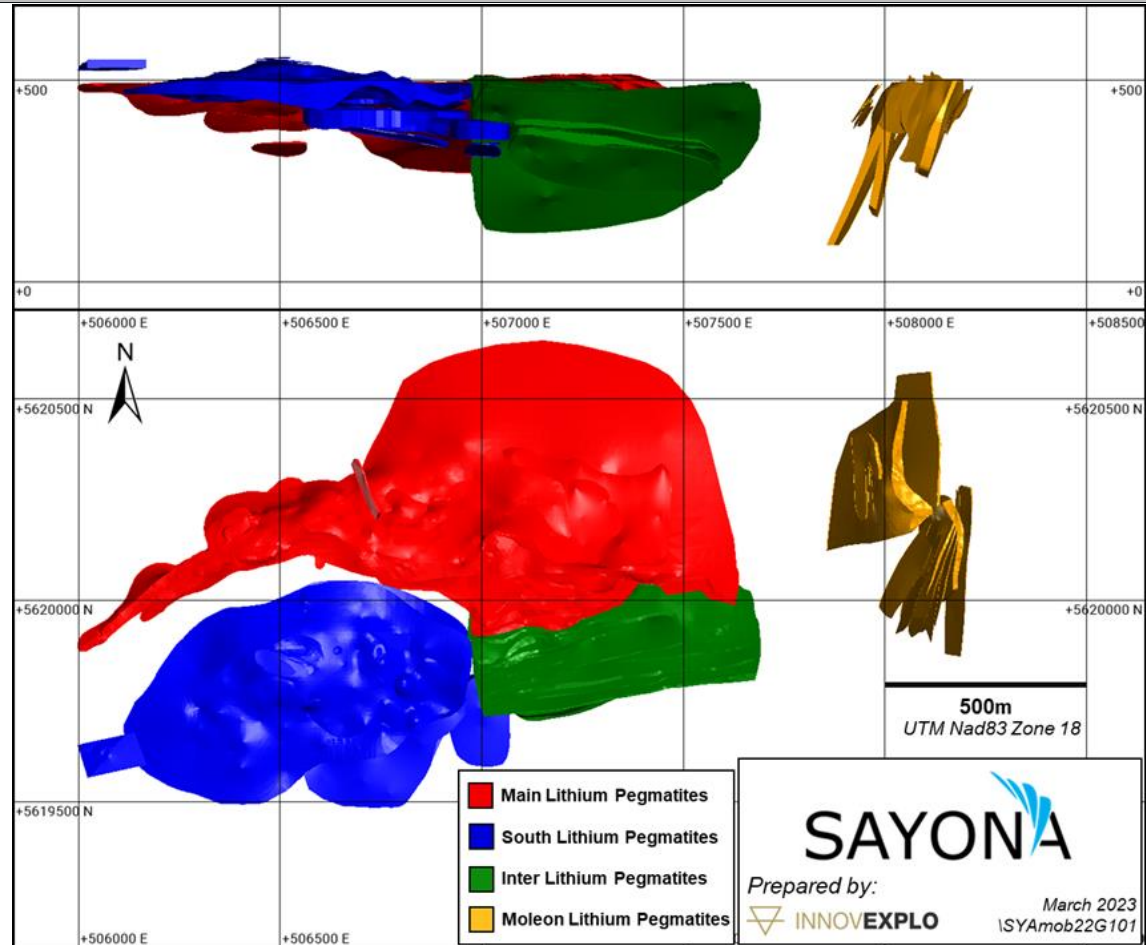 +500
+500
+0
+0
+506000 E
+506500 E
+507000 E
+507500 E
+508000 E
+508500
N
+5620500 N
+5620500 N
+5620000 N
+5620000 N
500m
UTM Nad83 Zone 18
+5619500 N
Main Lithium Pegmatites
South Lithium Pegmatites
Inter Lithium Pegmatites
Moleon Lithium Pegmatites
SAYONA
Prepared by:
INNOVEXPLO
March 2023
\SYAmob22G101
+506000 E
+506500 E